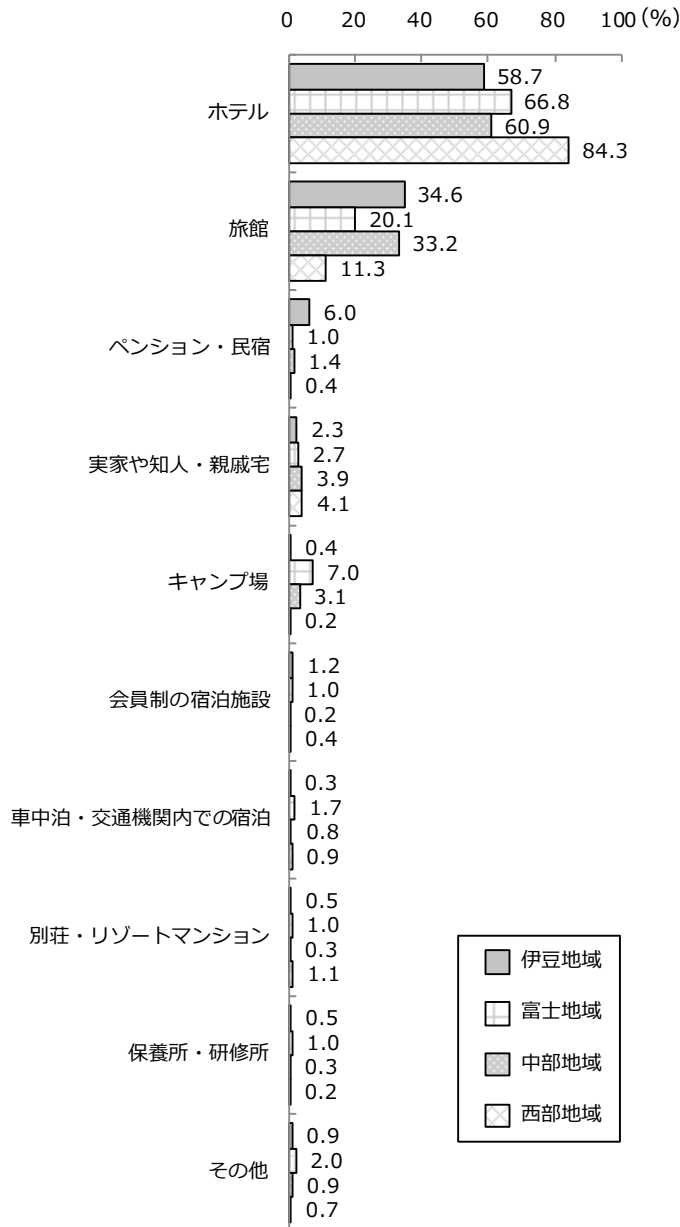 0 20 40 60 80 100 (%)
ホテル
58.7
66.8
60.9
84.3
旅館
34.6
20.1
33.2
11.3
ペンション・民宿
6.0
1.0
1.4
0.4
実家や知人・親戚宅
2.3
2.7
3.9
4.1
キャンプ場
0.4
7.0
3.1
0.2
会員制の宿泊施設
1.2
1.0
0.2
0.4
車中泊・交通機関内での宿泊
0.3
1.7
0.8
0.9
別荘・リゾートマンション
0.5
1.0
0.3
1.1
保養所・研修所
0.5
1.0
0.3
0.2
その他
0.9
2.0
0.9
0.7
伊豆地域
富士地域
中部地域
西部地域